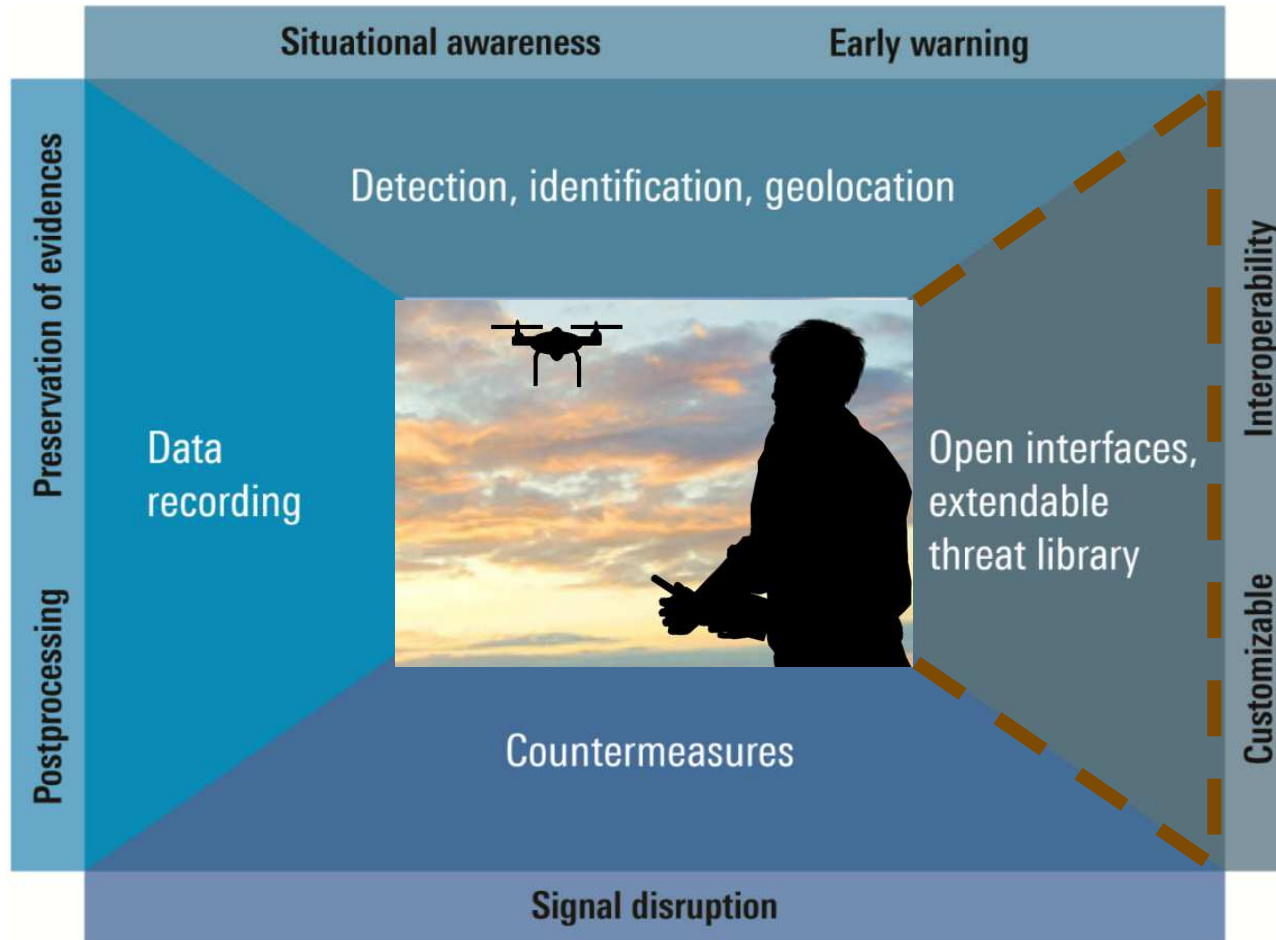 Situational awareness
Early warning
Detection, identification, geolocation
Preservation of evidences
Postprocessing
Data
recording
Open interfaces,
extendable
threat library
Interoperability
Customizable
Countermeasures
Signal disruption